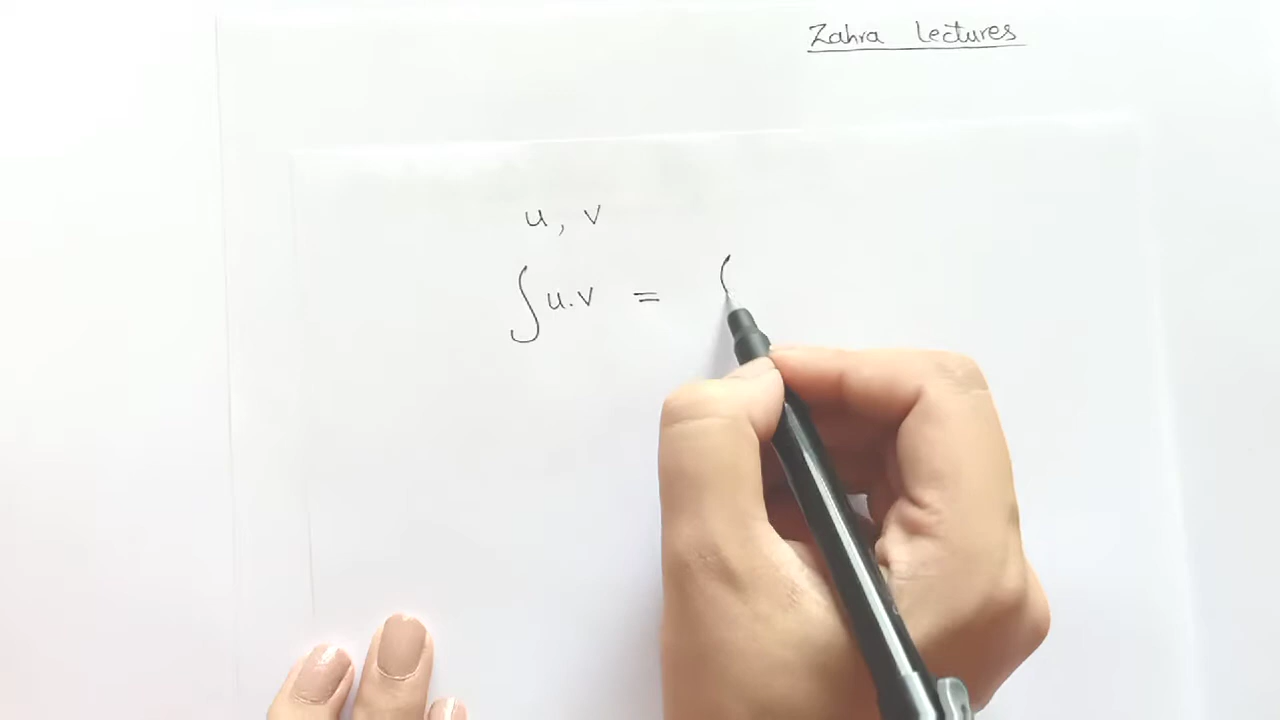 Zahra Lectures
u, v
∫u.v = ∫